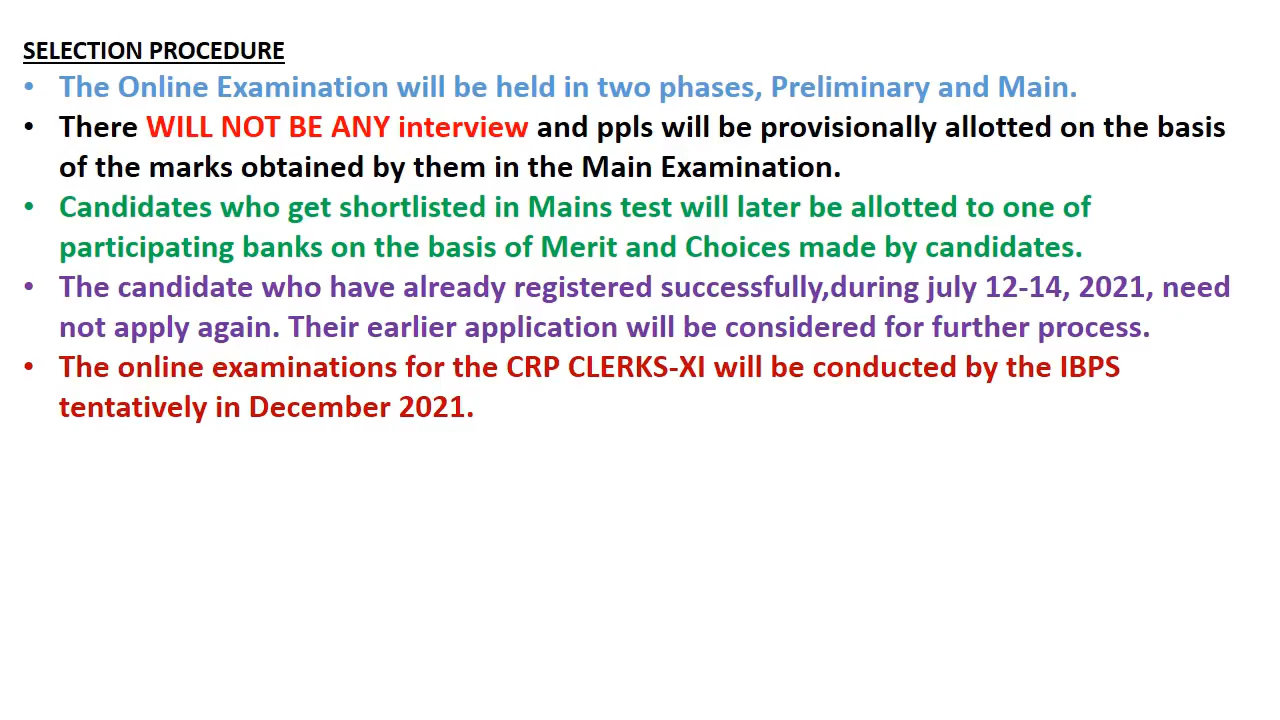 SELECTION PROCEDURE
• The Online Examination will be held in two phases, Preliminary and Main.
• There WILL NOT BE ANY interview and ppls will be provisionally allotted on the basis
of the marks obtained by them in the Main Examination.
• Candidates who get shortlisted in Mains test will later be allotted to one of
participating banks on the basis of Merit and Choices made by candidates.
• The candidate who have already registered successfully,during july 12-14, 2021, need
not apply again. Their earlier application will be considered for further process.
• The online examinations for the CRP CLERKS-XI will be conducted by the IBPS
tentatively in December 2021.